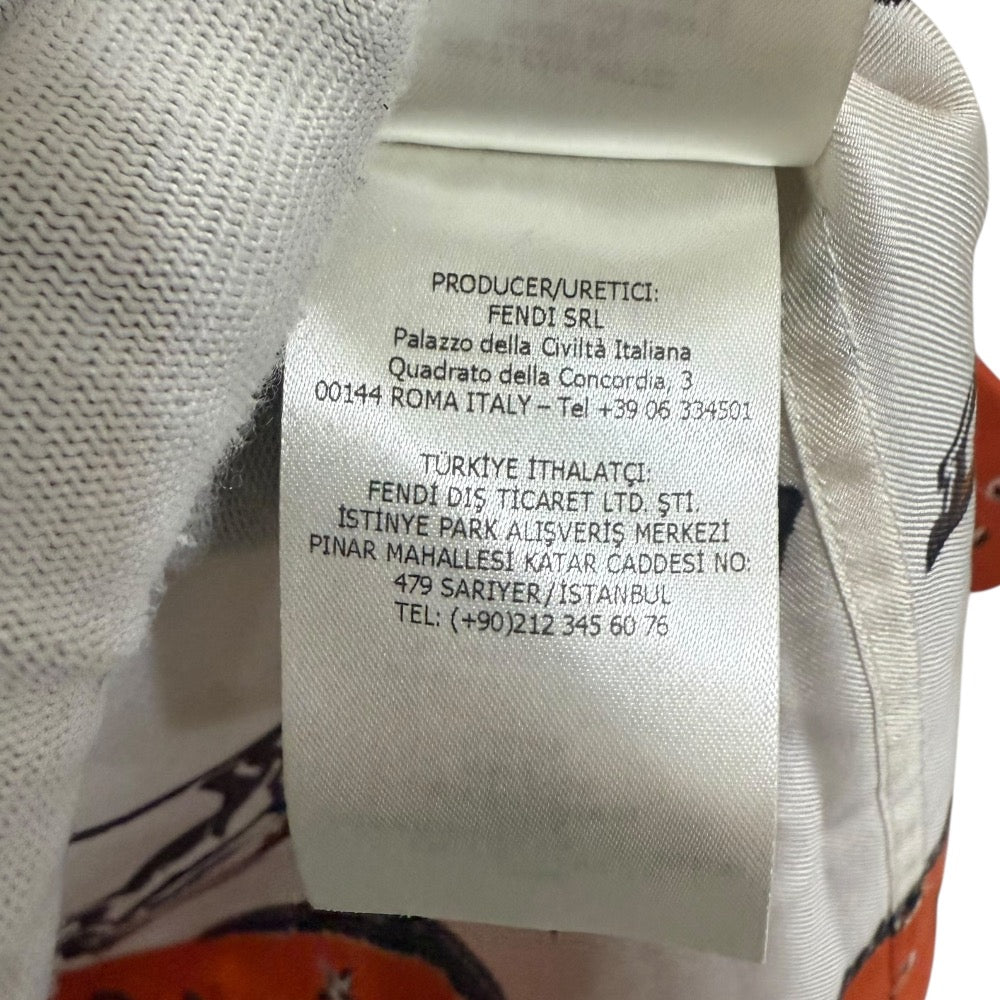 PRODUCER/URETICI:
FENDI SRL
Palazzo della Civiltà Italiana
Quadrato della Concordia, 3
00144 ROMA ITALY – Tel +39 06 334501
TÜRKİYE İTHALATÇI:
FENDİ DIŞ TİCARET LTD. ŞTİ.
İSTİNYE PARK ALIŞVERİŞ MERKEZİ
PINAR MAHALLESİ KATAR CADDESİ NO:
479 SARIYER/İSTANBUL
TEL: (+90)212 345 60 76